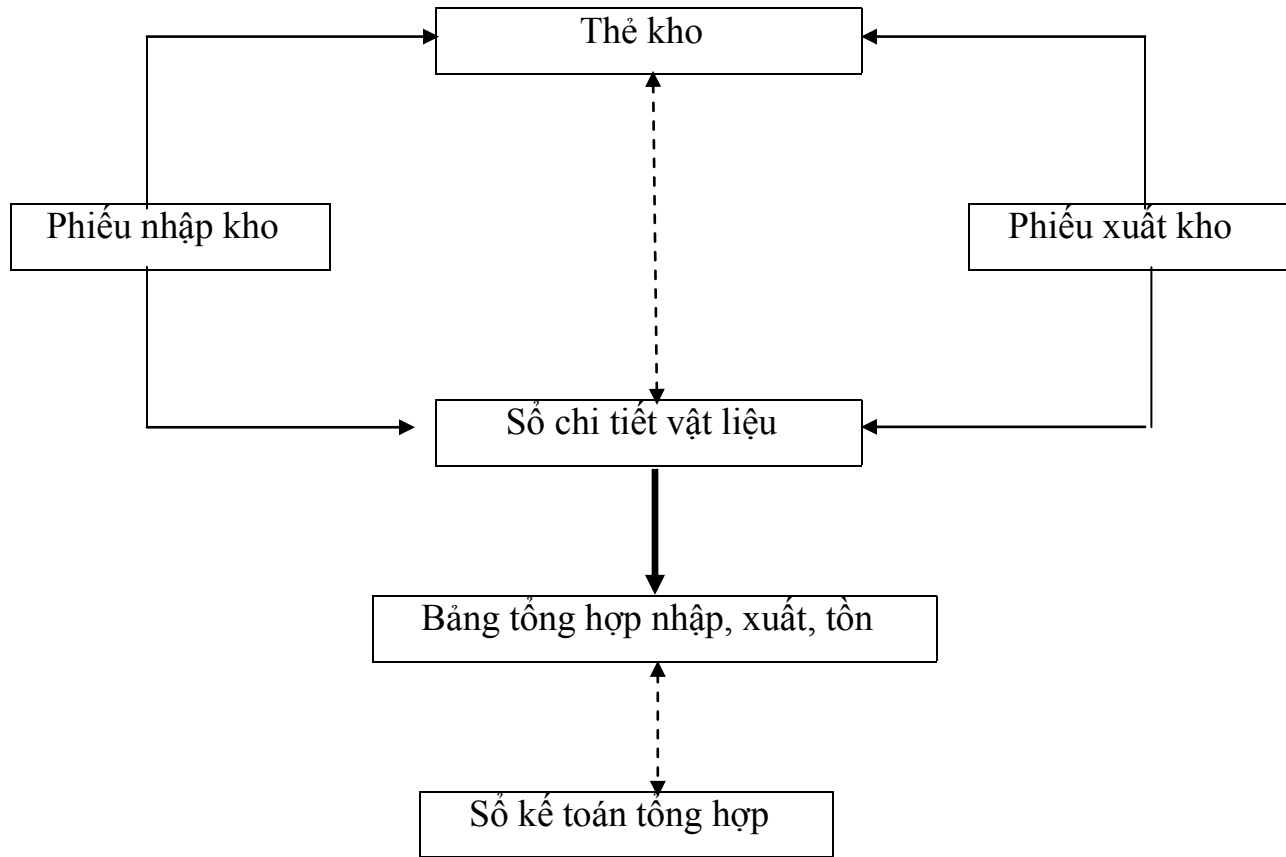 Thẻ kho
Phiếu nhập kho
Phiếu xuất kho
Sổ chi tiết vật liệu
Bảng tổng hợp nhập, xuất, tồn
Sổ kế toán tổng hợp